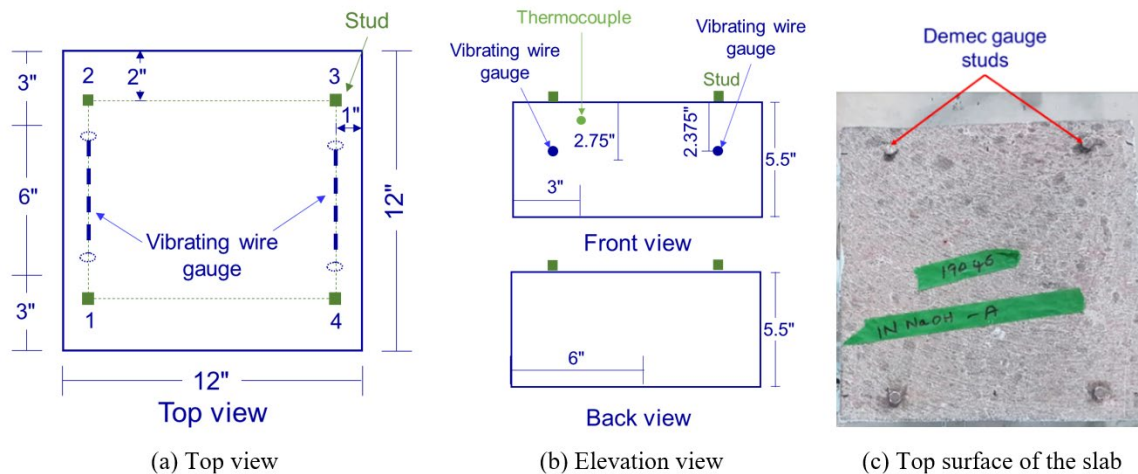 Stud
3"
2"
2
3
1"
6"
12"
Vibrating wire
gauge
3"
1
4
12"
Top view
(a) Top view
Thermocouple
Vibrating wire
gauge
Vibrating wire
gauge
Stud
2.75"
2.375"
5.5"
3"
Front view
5.5"
6"
Back view
(b) Elevation view
Demec gauge
studs
19046
1N NaOH -A
(c) Top surface of the slab